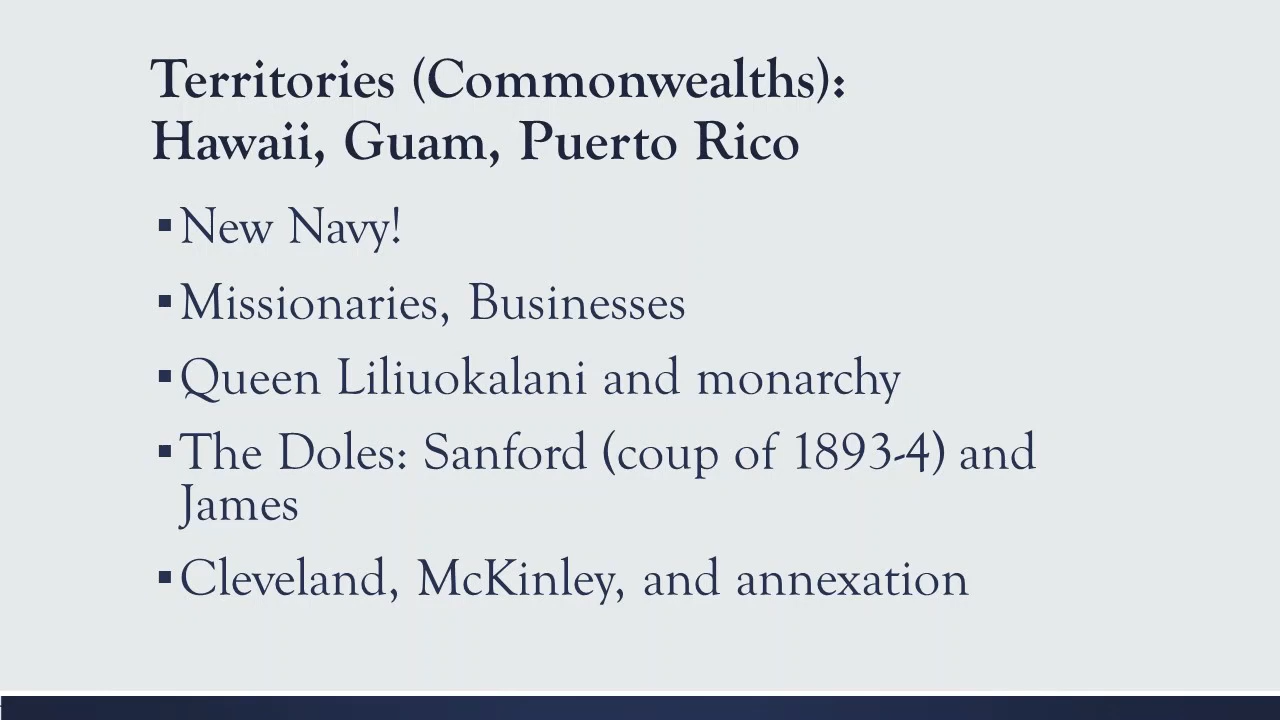 Territories (Commonwealths):
Hawaii, Guam, Puerto Rico
▪New Navy!
▪Missionaries, Businesses
▪Queen Liliuokalani and monarchy
▪The Doles: Sanford (coup of 1893-4) and
James
▪Cleveland, McKinley, and annexation